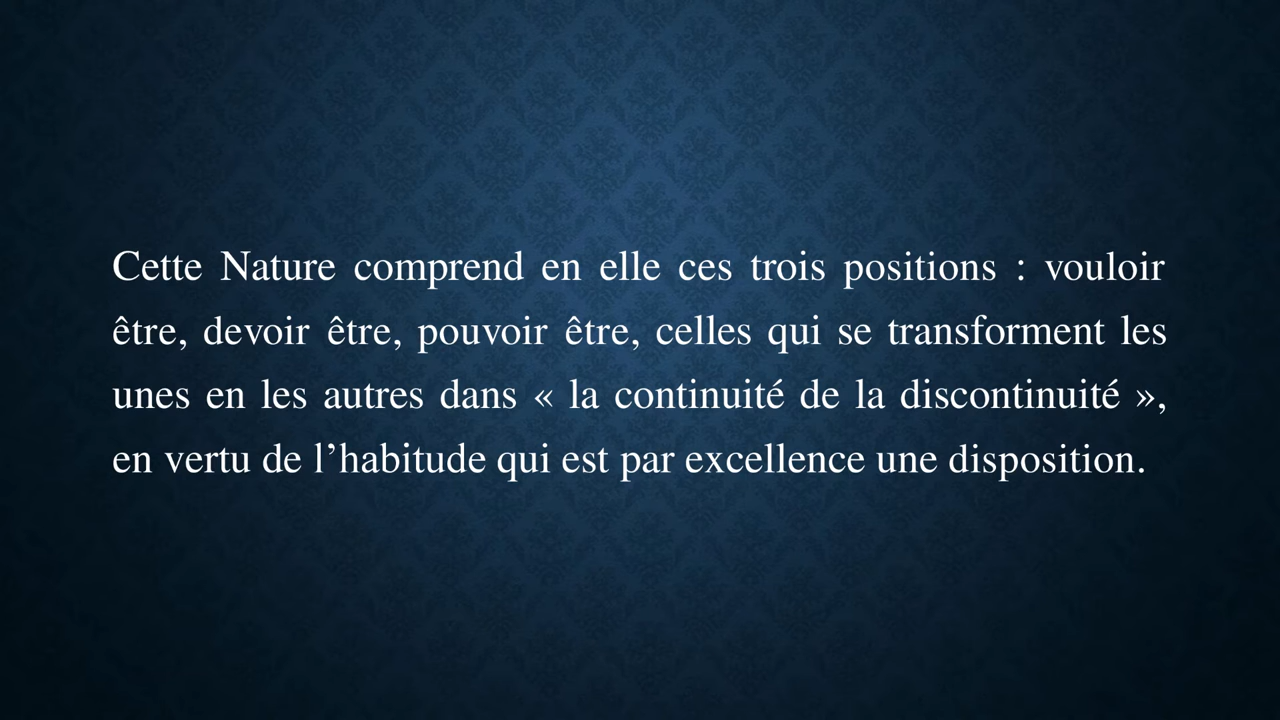 Cette Nature comprend en elle ces trois positions : vouloir
être, devoir être, pouvoir être, celles qui se transforment les
unes en les autres dans « la continuité de la discontinuité »,
en vertu de l’habitude qui est par excellence une disposition.